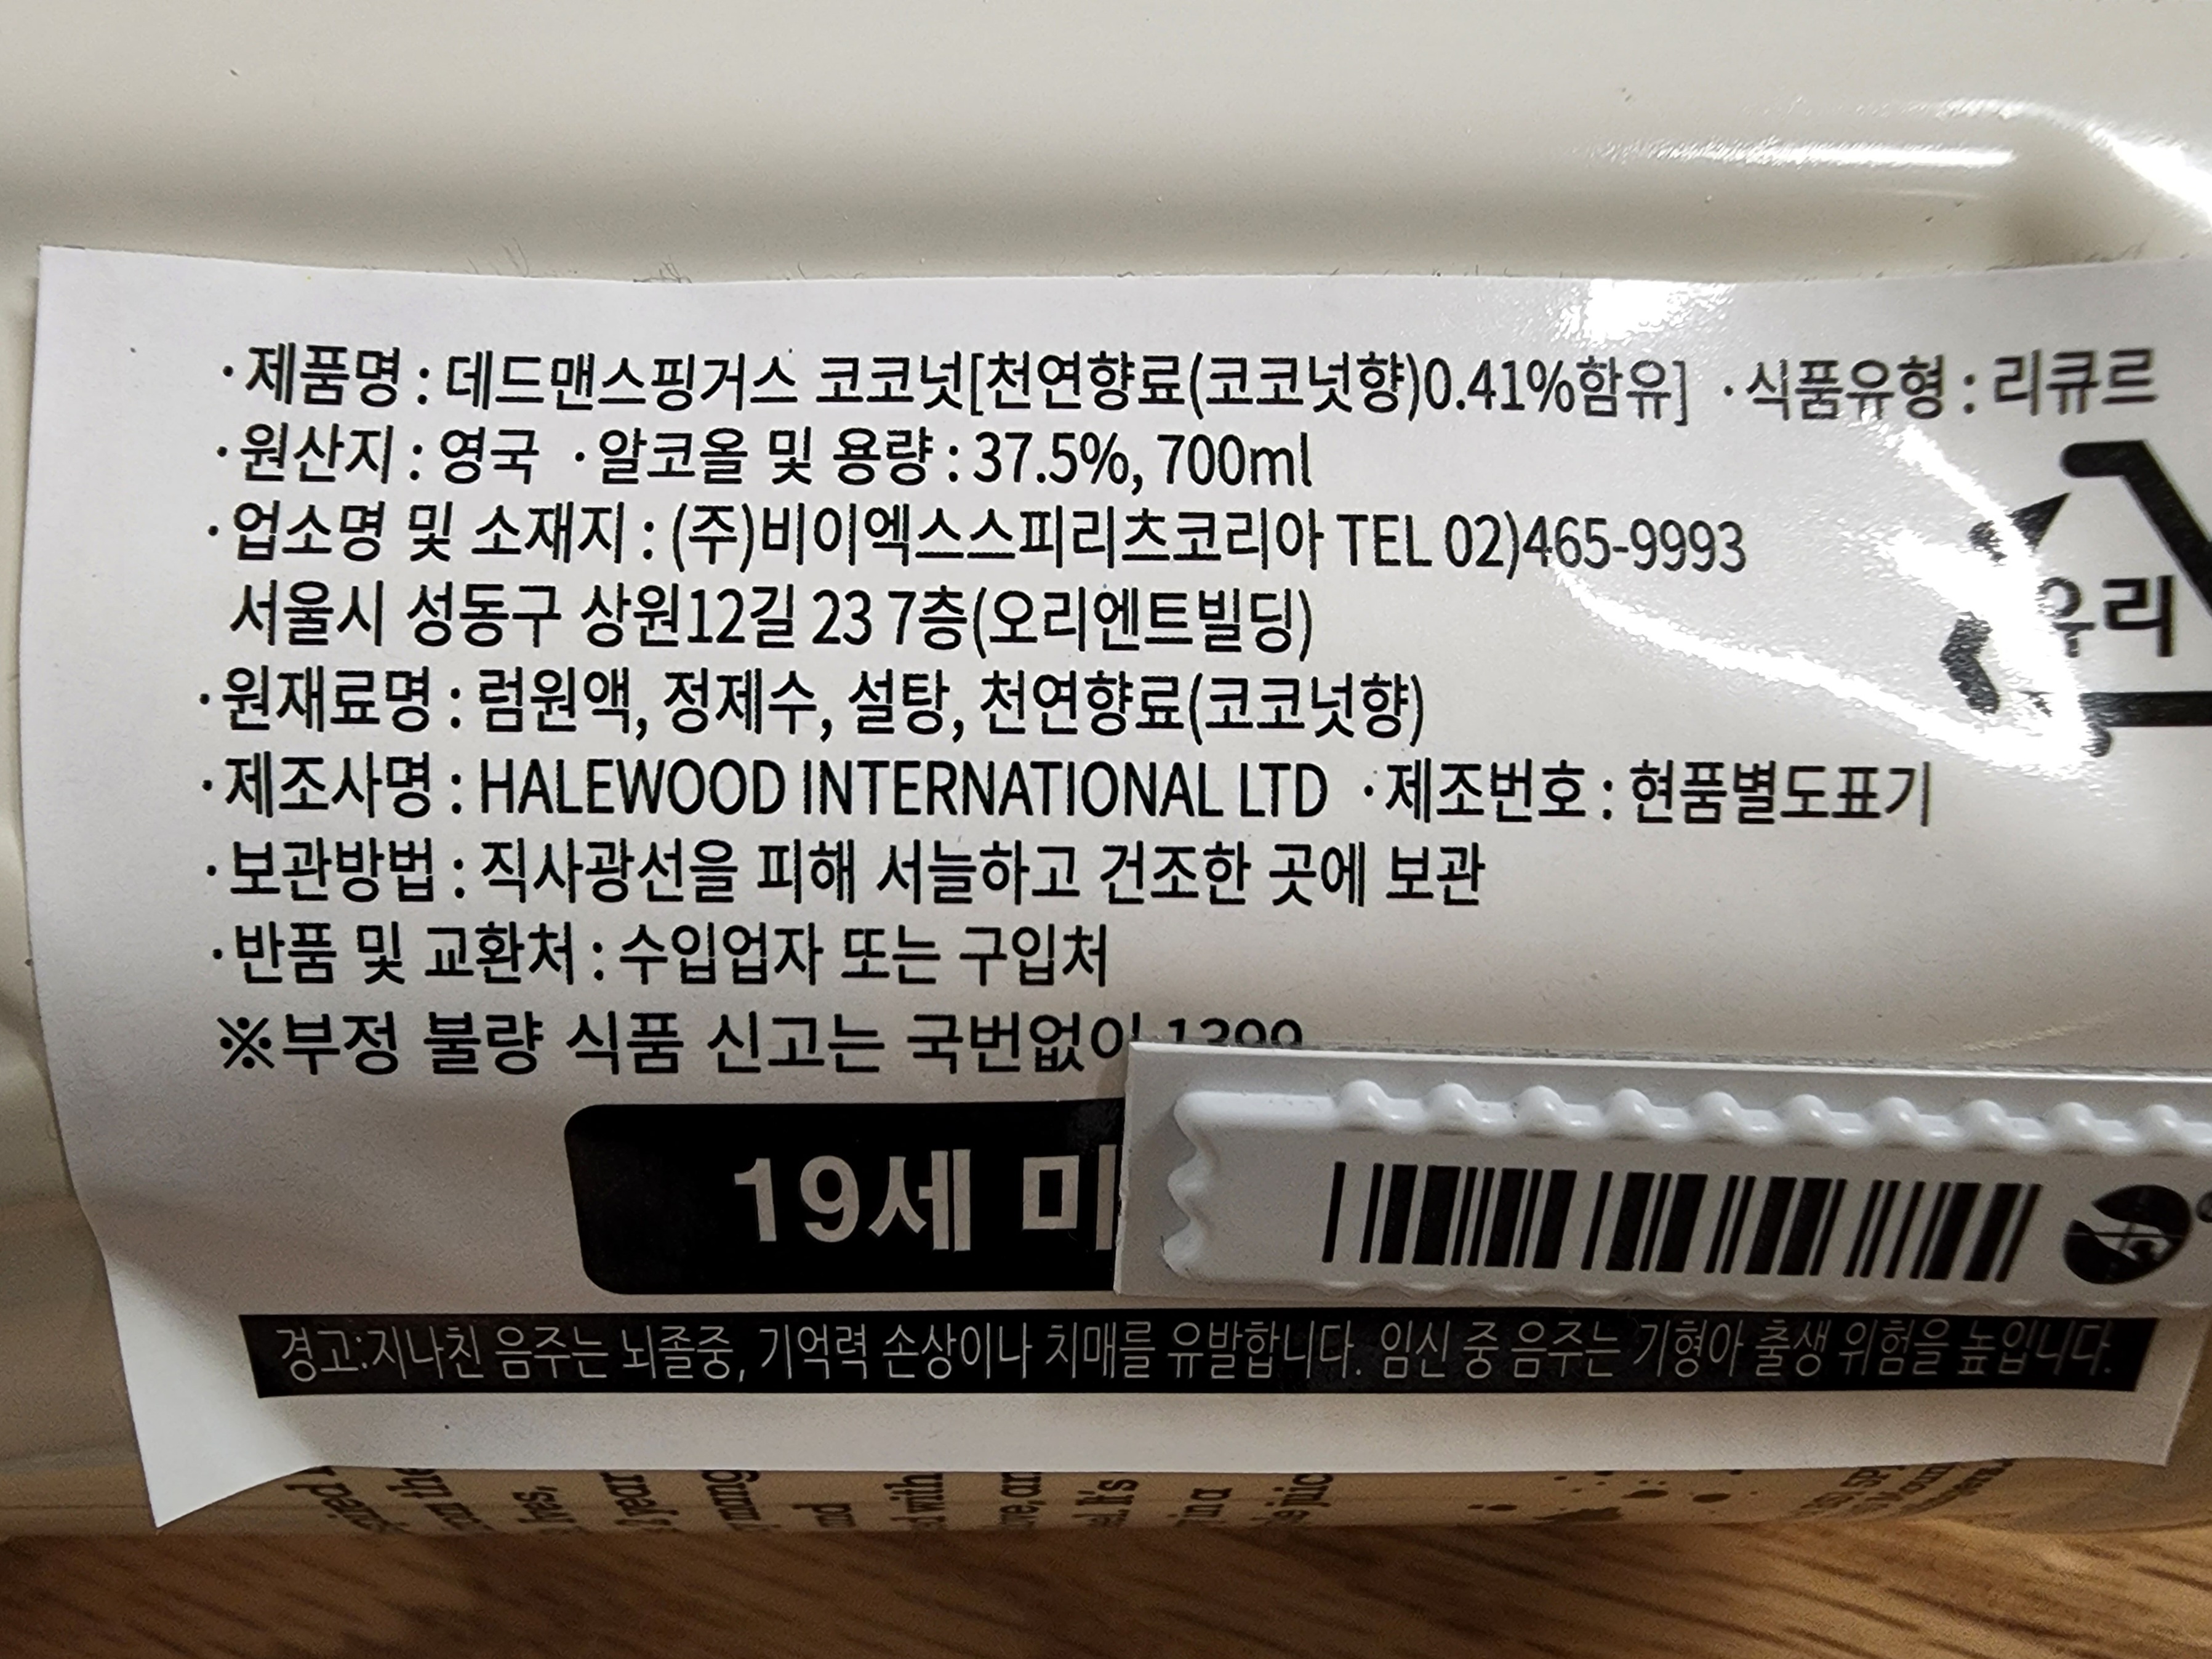 ·제품명 : 데드맨스핑거스 코코넛[천연향료(코코넛향)0.41%함유] ·식품유형 : 리큐르
·원산지 : 영국 ·알코올 및 용량 : 37.5%, 700ml
·업소명 및 소재지 : (주)비이엑스스피리츠코리아 TEL 02)465-9993
서울시 성동구 상원12길 23 7층(오리엔트빌딩)
유리
·원재료명 : 럼원액, 정제수, 설탕, 천연향료(코코넛향)
·제조사명 : HALEWOOD INTERNATIONAL LTD ·제조번호 : 현품별도표기
·보관방법 : 직사광선을 피해 서늘하고 건조한 곳에 보관
·반품 및 교환처 : 수입업자 또는 구입처
※부정 불량 식품 신고는 국번없이 1399
19세 미
경고:지나친 음주는 뇌졸중, 기억력 손상이나 치매를 유발합니다. 임신 중 음주는 기형아 출생 위험을 높입니다.